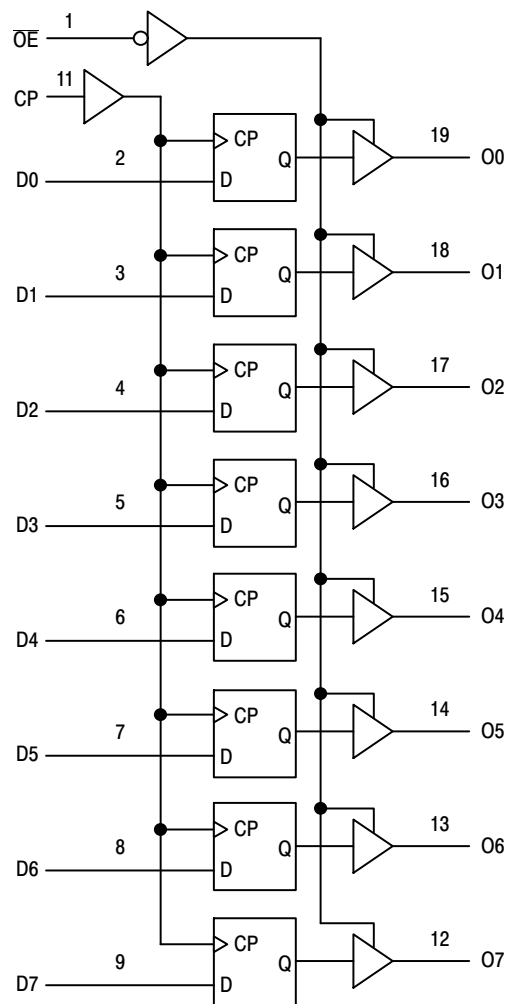 O̅E̅ 1
CP 11
CP
D0 2 D Q 19 O0
CP
D1 3 D Q 18 O1
CP
D2 4 D Q 17 O2
CP
D3 5 D Q 16 O3
CP
D4 6 D Q 15 O4
CP
D5 7 D Q 14 O5
CP
D6 8 D Q 13 O6
CP
D7 9 D Q 12 O7